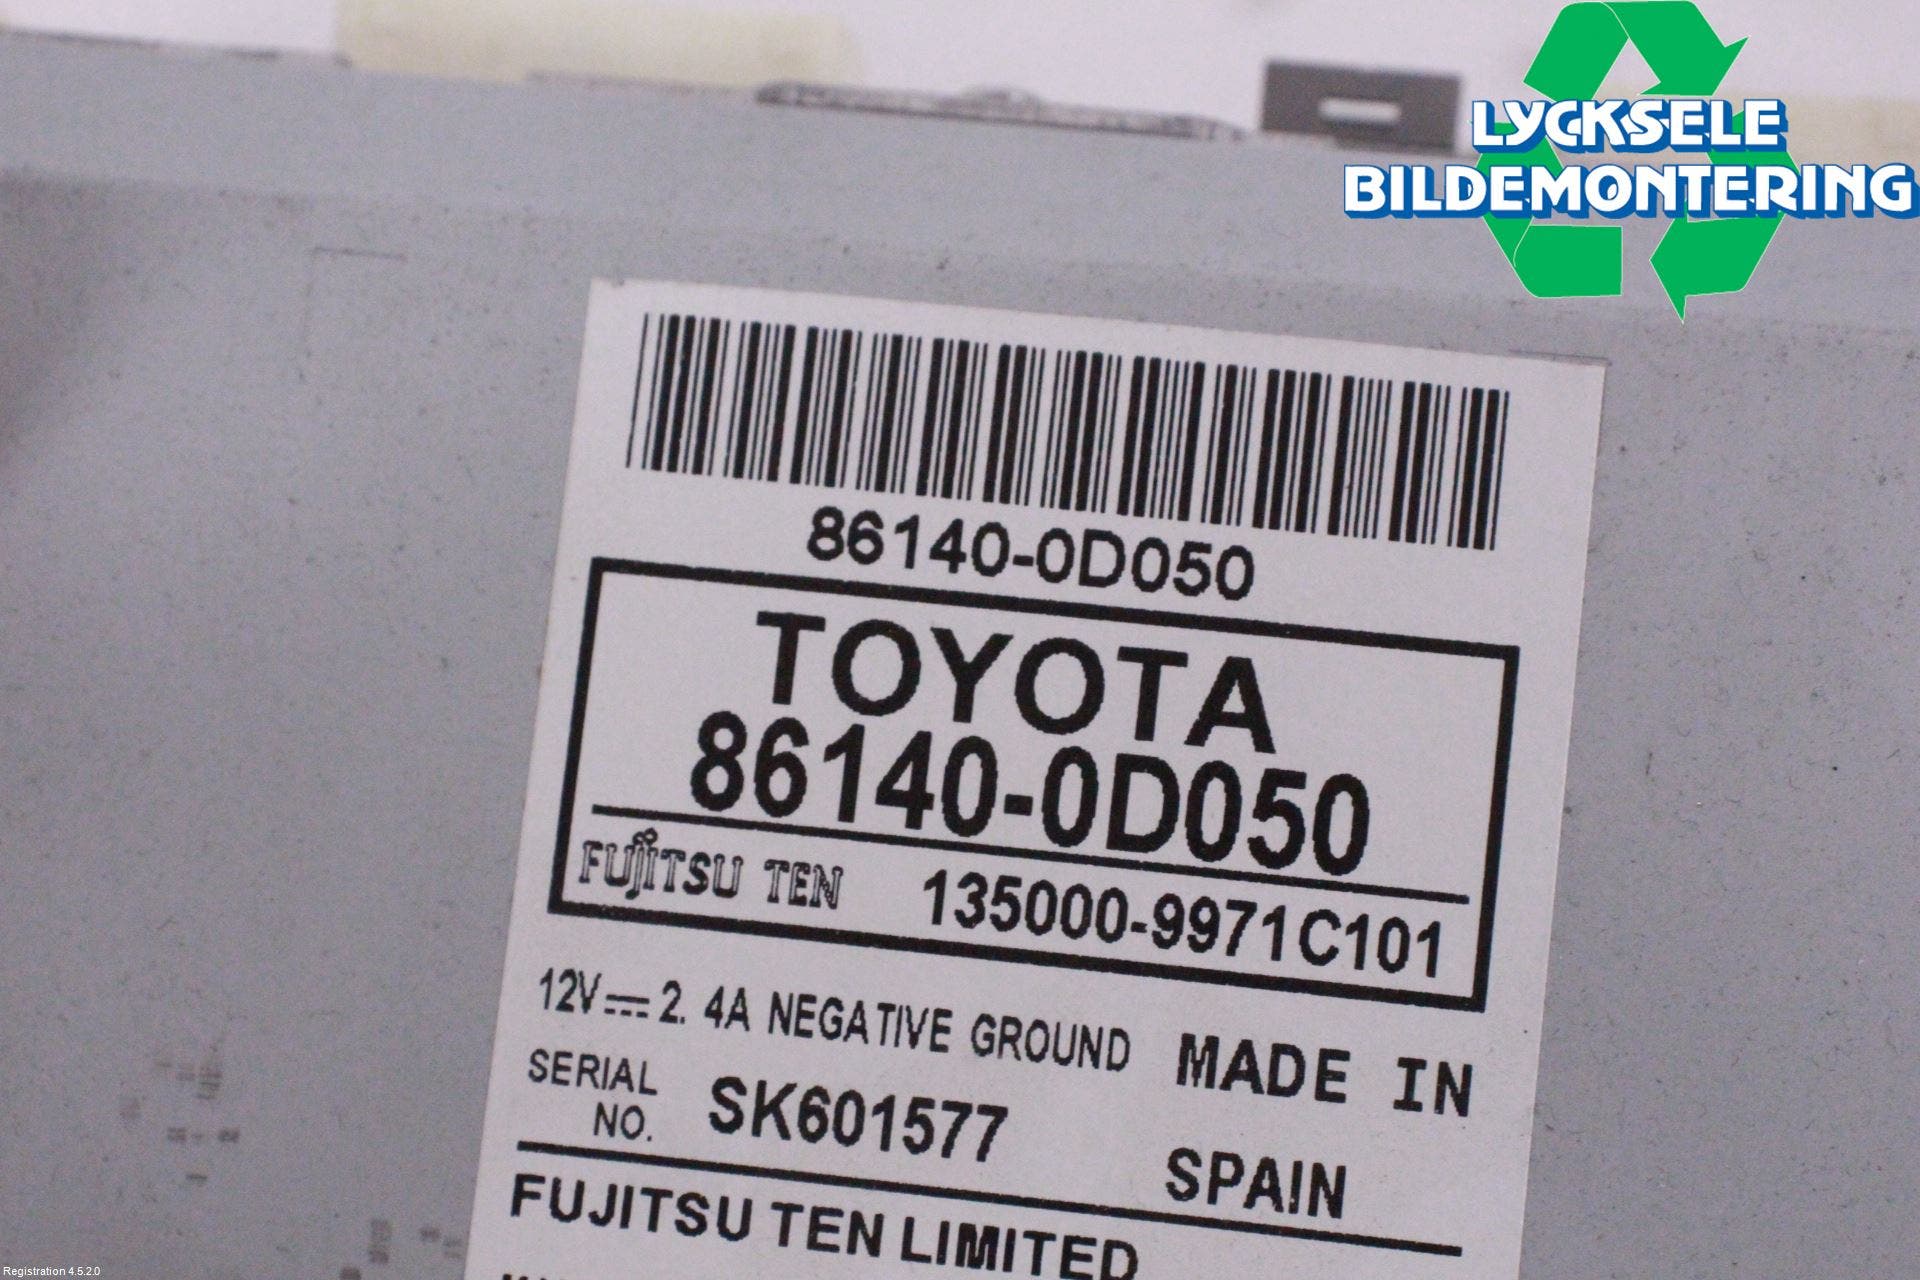 LYCKSELE
BILDEMONTERING
86140-0D050
TOYOTA
86140-0D050
FUJITSU TEN 135000-9971C101
12V⎓2. 4A NEGATIVE GROUND MADE IN
SERIAL
NO. SK601577
SPAIN
FUJITSU TEN LIMITED
Registration 4.5.2.0